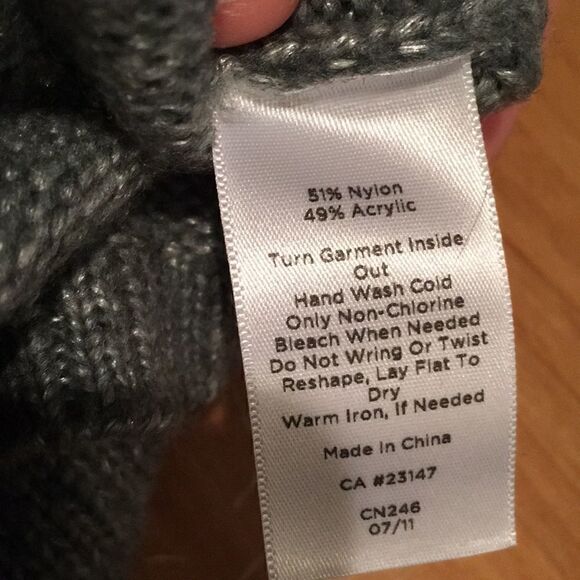 51% Nylon
49% Acrylic
Turn Garment Inside
Out
Hand Wash Cold
Only Non-Chlorine
Bleach When Needed
Do Not Wring Or Twist
Reshape, Lay Flat To
Dry
Warm Iron, If Needed
Made In China
CA #23147
CN246
07/11